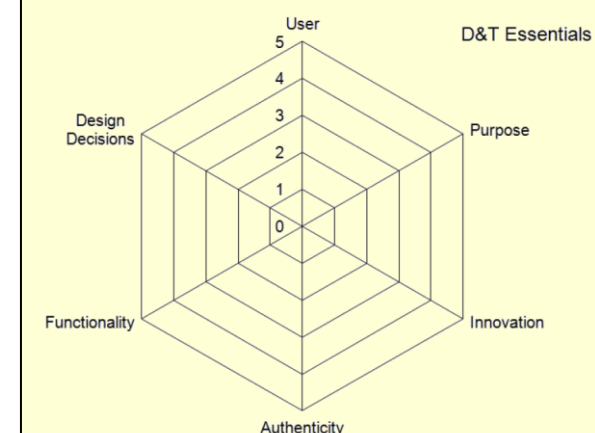 User
D&T Essentials
5
4
Design
Decisions
Purpose
3
2
1
0
Functionality
Innovation
Authenticity